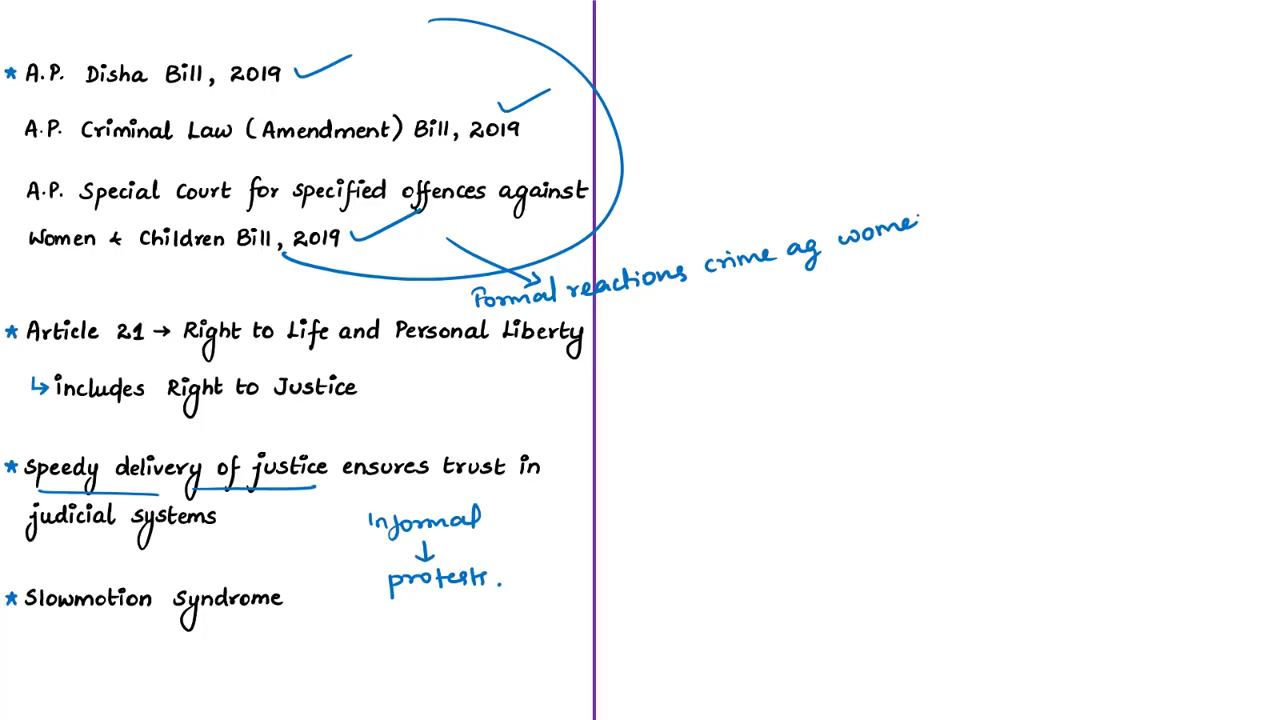 * A.P. Disha Bill, 2019
A.P. Criminal Law (Amendment) Bill, 2019
A.P. Special Court for specified offences against
Women & Children Bill, 2019
Formal reactions crime ag wome
* Article 21 → Right to Life and Personal Liberty
↳ includes Right to Justice
* Speedy delivery of justice ensures trust in
judicial systems
Informal
↓
protests.
* Slowmotion Syndrome